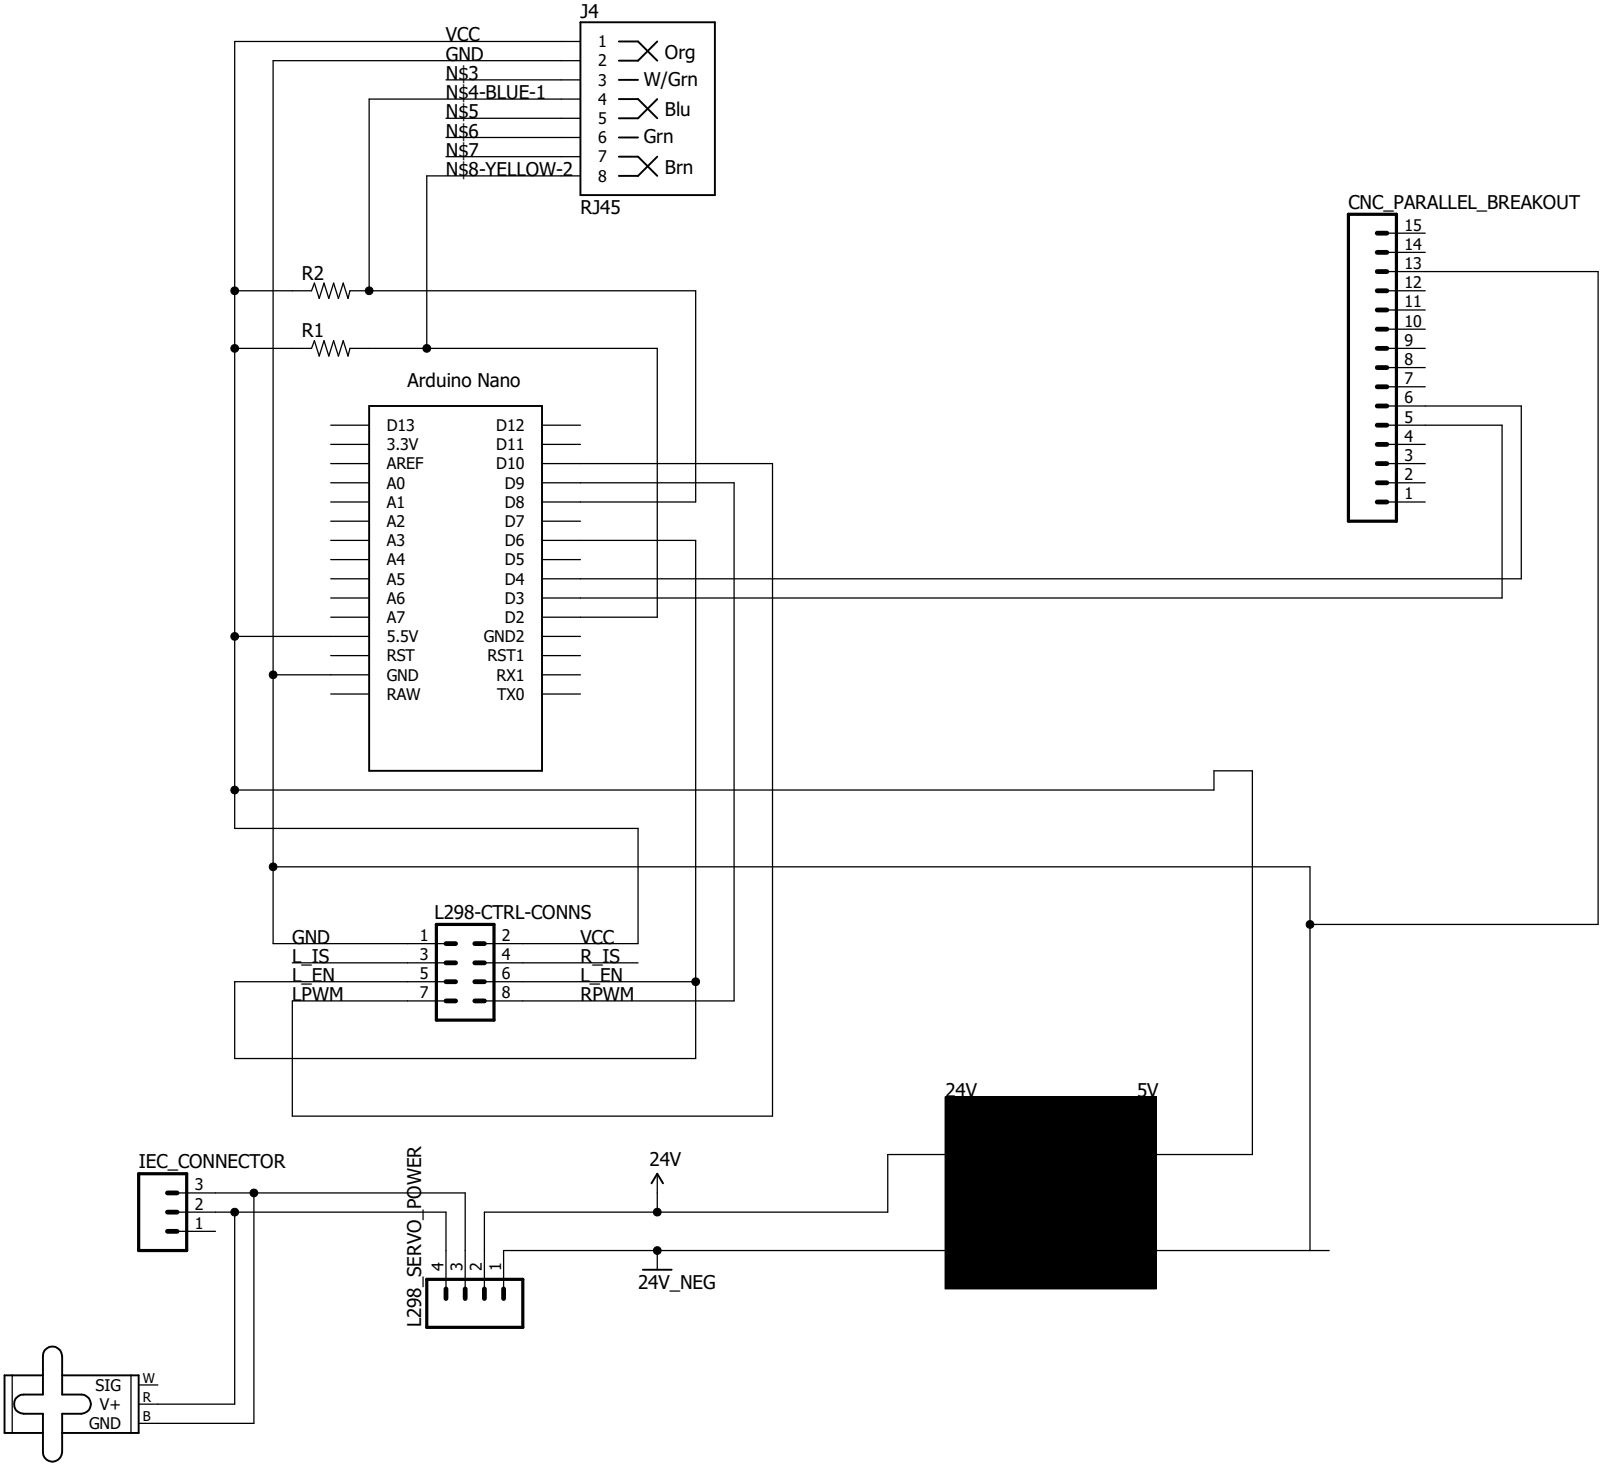 J4
VCC
GND
N$3
N$4-BLUE-1
N$5
N$6
N$7
N$8-YELLOW-2
1
2
3
4
5
6
7
8
Org
W/Grn
Blu
Grn
Brn
RJ45
CNC_PARALLEL_BREAKOUT
15
14
13
12
11
10
9
8
7
6
5
4
3
2
1
R2
R1
Arduino Nano
D13 D12
3.3V D11
AREF D10
A0 D9
A1 D8
A2 D7
A3 D6
A4 D5
A5 D4
A6 D3
A7 D2
5.5V GND2
RST RST1
GND RX1
RAW TX0
L298-CTRL-CONNS
GND 1 2 VCC
L_IS 3 4 R_IS
L_EN 5 6 L_EN
LPWM 7 8 RPWM
24V 5V
IEC_CONNECTOR
3
2
1
L298_SERVO_POWER
4
3
2
1
24V
24V_NEG
SIG W
V+ R
GND B